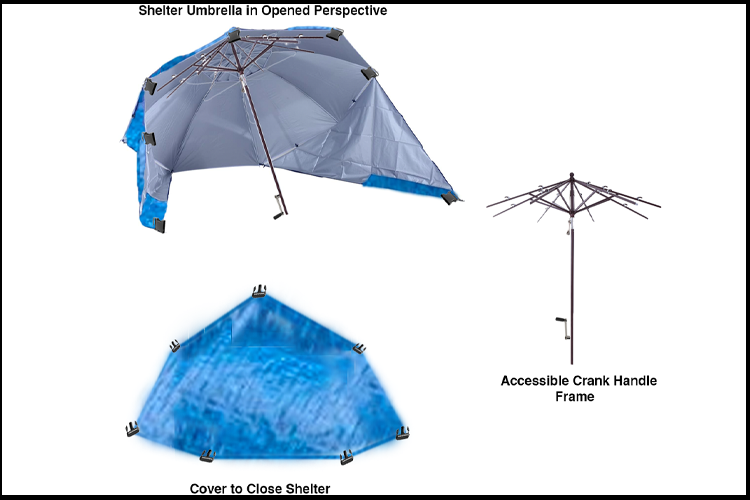 Shelter Umbrella in Opened Perspective
Accessible Crank Handle
Frame
Cover to Close Shelter